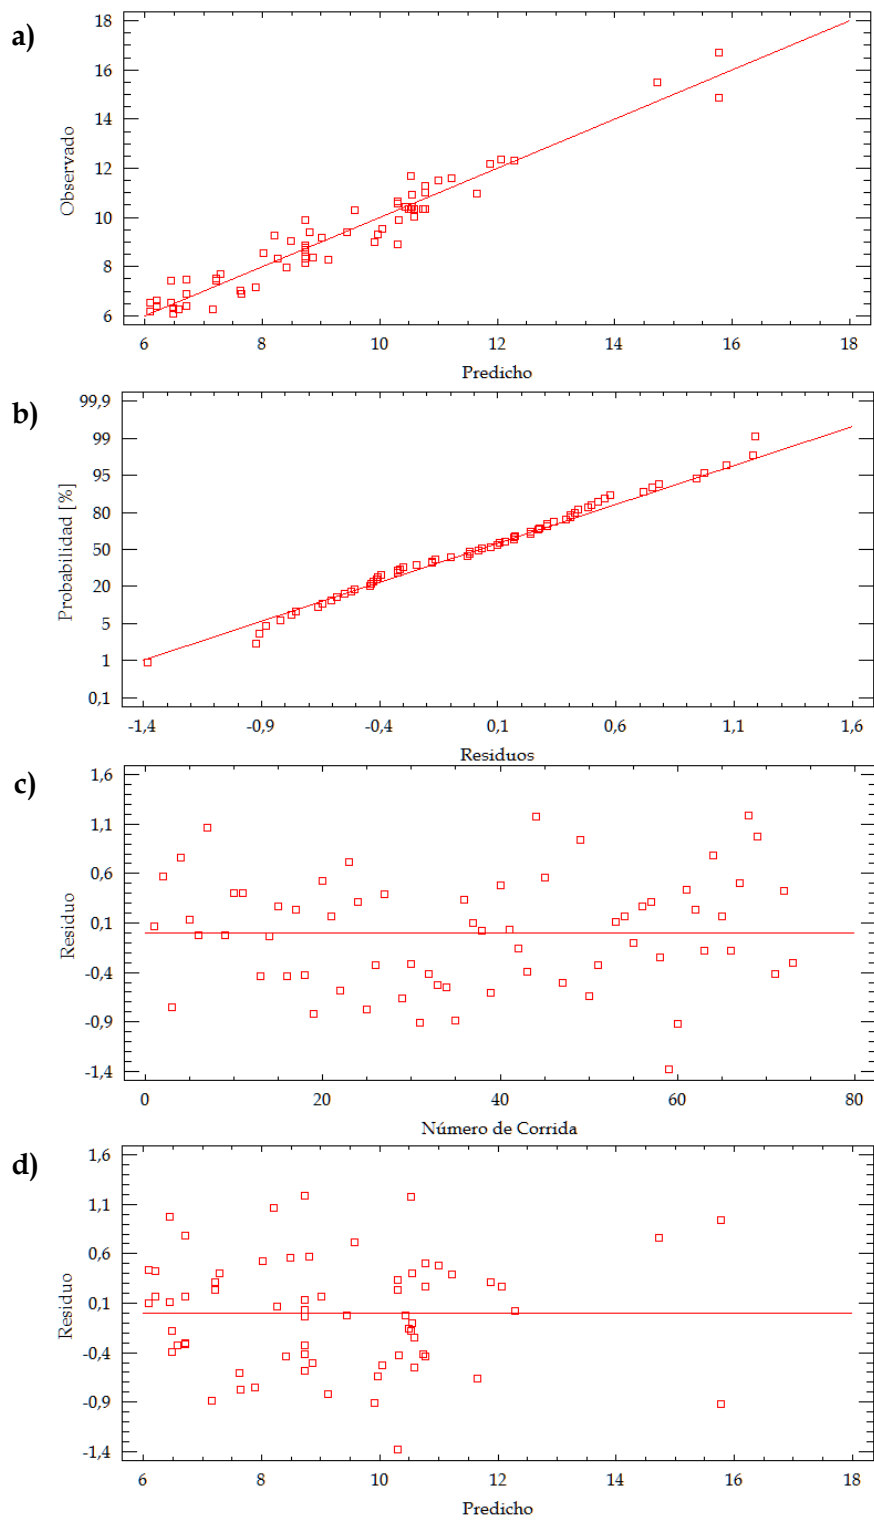 a)
18
16
14
12
10
8
6
Observado
6 8 10 12 14 16 18
Predicho
b)
99,9
99
95
80
50
20
5
1
0,1
Probabilidad [%]
-1,4 -0,9 -0,4 0,1 0,6 1,1 1,6
Residuos
c)
1,6
1,1
0,6
0,1
-0,4
-0,9
-1,4
Residuo
0 20 40 60 80
Número de Corrida
d)
1,6
1,1
0,6
0,1
-0,4
-0,9
-1,4
Residuo
6 8 10 12 14 16 18
Predicho